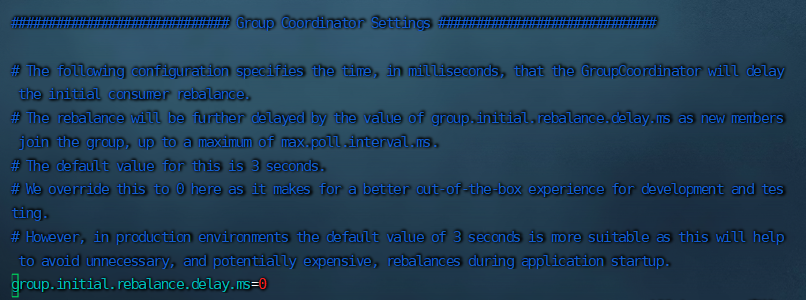 ############################ Group Coordinator Settings ############################
# The following configuration specifies the time, in milliseconds, that the GroupCoordinator will delay
the initial consumer rebalance.
# The rebalance will be further delayed by the value of group.initial.rebalance.delay.ms as new members
join the group, up to a maximum of max.poll.interval.ms.
# The default value for this is 3 seconds.
# We override this to 0 here as it makes for a better out-of-the-box experience for development and tes
ting.
# However, in production environments the default value of 3 seconds is more suitable as this will help
to avoid unnecessary, and potentially expensive, rebalances during application startup.
group.initial.rebalance.delay.ms=0